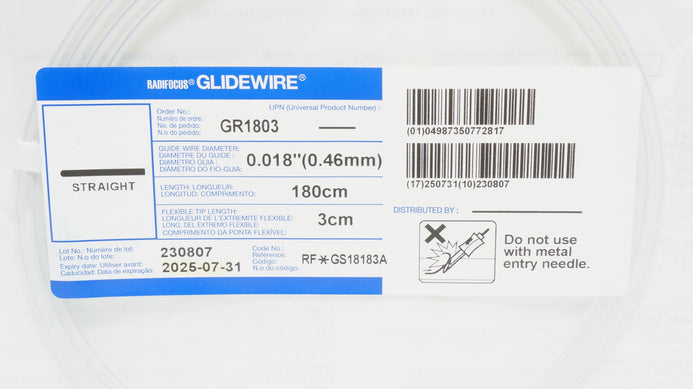 RADIFOCUS® GLIDEWIRE®
Order No.:
Numéro de ordre:
No. de pedido:
N.o do pedido:
GR1803
UPN (Universal Product Number) :
(01)04987350772817
STRAIGHT
GUIDE WIRE DIAMETER:
DIAMÈTRE DU GUIDE :
DIÁMETRO GUIA :
DIÂMETRO DO FIO-GUIA:
0.018"(0.46mm)
(17)250731(10)230807
LENGTH: LONGUEUR:
LONGITUD: COMPRIMENTO:
180cm
FLEXIBLE TIP LENGTH:
LONGUEUR DE L'EXTREMITE FLEXIBLE:
LONG. DEL EXTREMO FLEXIBLE:
COMPRIMENTO DA PONTA FLEXÍVEL:
3cm
DISTRIBUTED BY :
Lot No.: Numéro de lot:
Lote: N.o do lote:
230807
Expiry date: Utiliser avant:
Caducidad: Data de expiração:
2025-07-31
Code No.:
Référence:
Código:
N.o do código:
RF*GS18183A
Do not use
with metal
entry needle.